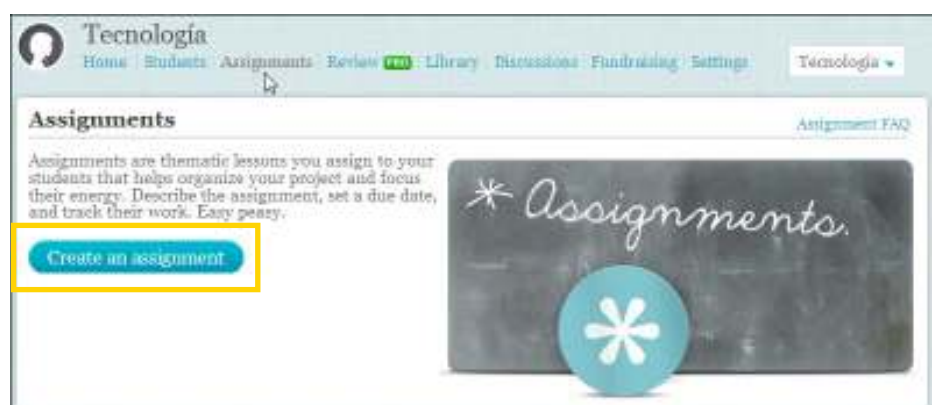 Tecnología
Home Students Assignments Review PRO Library Discussions Fundraising Settings Tecnología
Assignments
Assignment FAQ
Assignments are thematic lessons you assign to your
students that helps organize your project and focus
their energy. Describe the assignment, set a due date,
and track their work. Easy peasy.
* Assignments.
Create an assignment